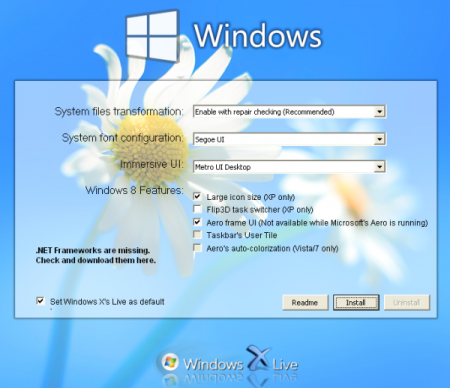 Windows
System files transformation: Enable with repair checking (Recommended)
System font configuration: Segoe UI
Immersive UI: Metro UI Desktop
Windows 8 Features:
Large icon size (XP only)
Flip3D task switcher (XP only)
Aero frame UI (Not available while Microsoft's Aero is running)
Taskbar's User Tile
Aero's auto-colorization (Vista/7 only)
.NET Frameworks are missing.
Check and download them here.
Set Windows X's Live as default
Readme Install Uninstall
Windows X Live